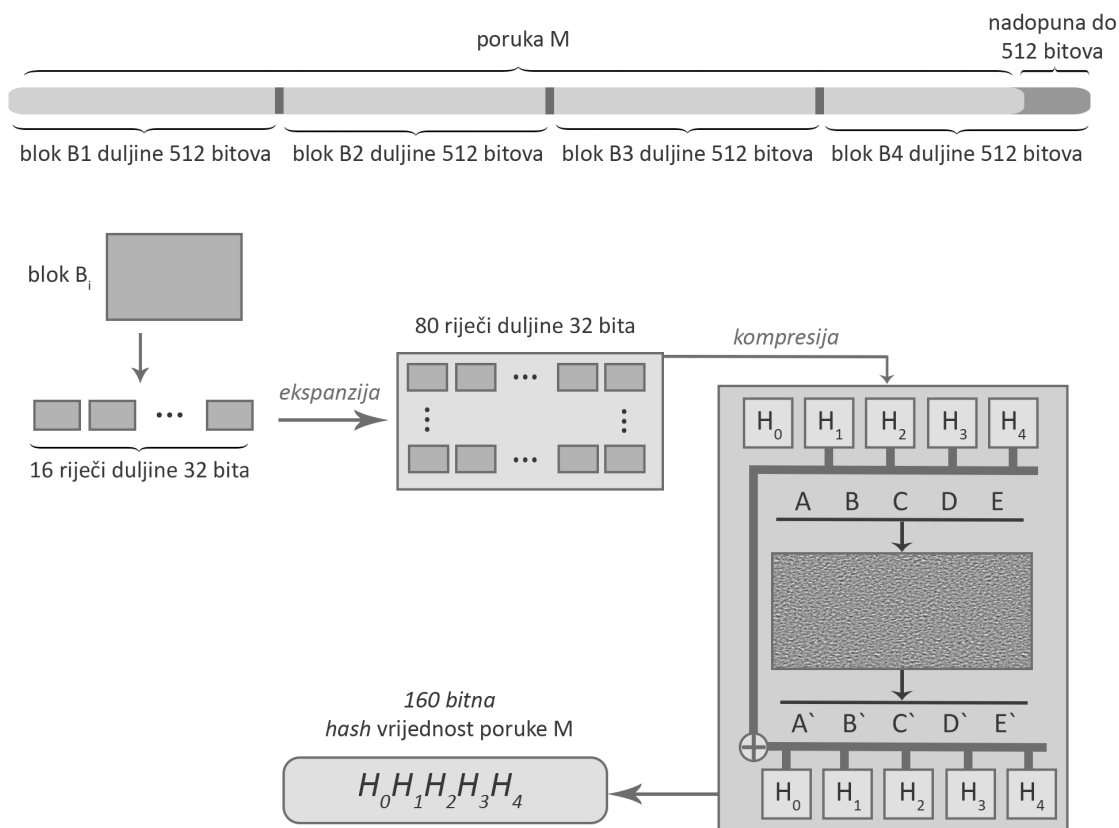 poruka M
nadopuna do
512 bitova
blok B1 duljine 512 bitova
blok B2 duljine 512 bitova
blok B3 duljine 512 bitova
blok B4 duljine 512 bitova
blok Bi
16 riječi duljine 32 bita
ekspanzija
80 riječi duljine 32 bita
kompresija
H0 H1 H2 H3 H4
A B C D E
A` B` C` D` E`
H0 H1 H2 H3 H4
160 bitna
hash vrijednost poruke M
H0H1H2H3H4